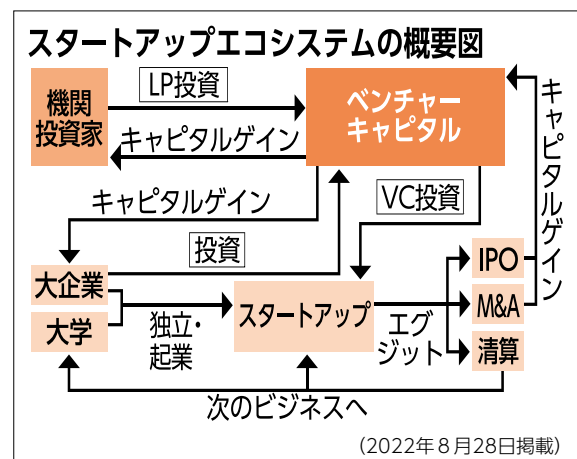 スタートアップエコシステムの概要図
機関
投資家
LP投資
ベンチャー
キャピタル
キャピタルゲイン
キャピタルゲイン
VC投資
キャピタルゲイン
投資
大企業
大学
独立・
起業
スタートアップ
エグ
ジット
IPO
M&A
清算
次のビジネスへ
(2022年8月28日掲載)